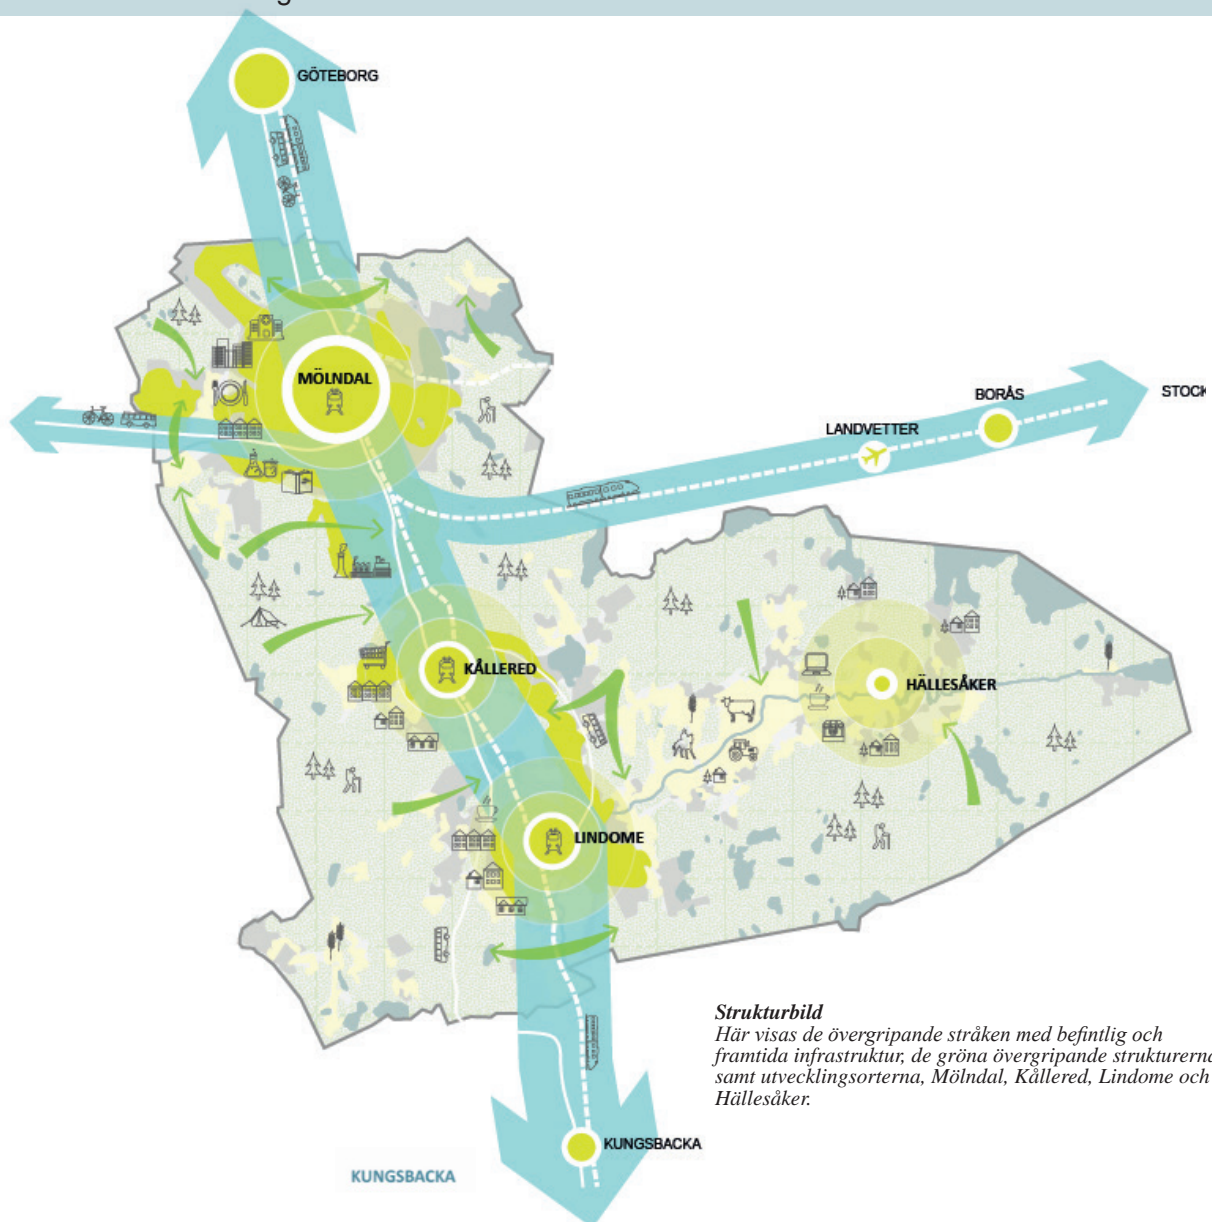 GÖTEBORG
MÖLNDAL
BORÅS
STOCK
LANDVETTER
KÅLLERED
HÄLLESÅKER
LINDOME
Strukturbild
Här visas de övergripande stråken med befintlig och
framtida infrastruktur, de gröna övergripande strukturerna
samt utvecklingsorterna, Mölndal, Kållered, Lindome och
Hällesåker.
KUNGSBACKA
KUNGSBACKA